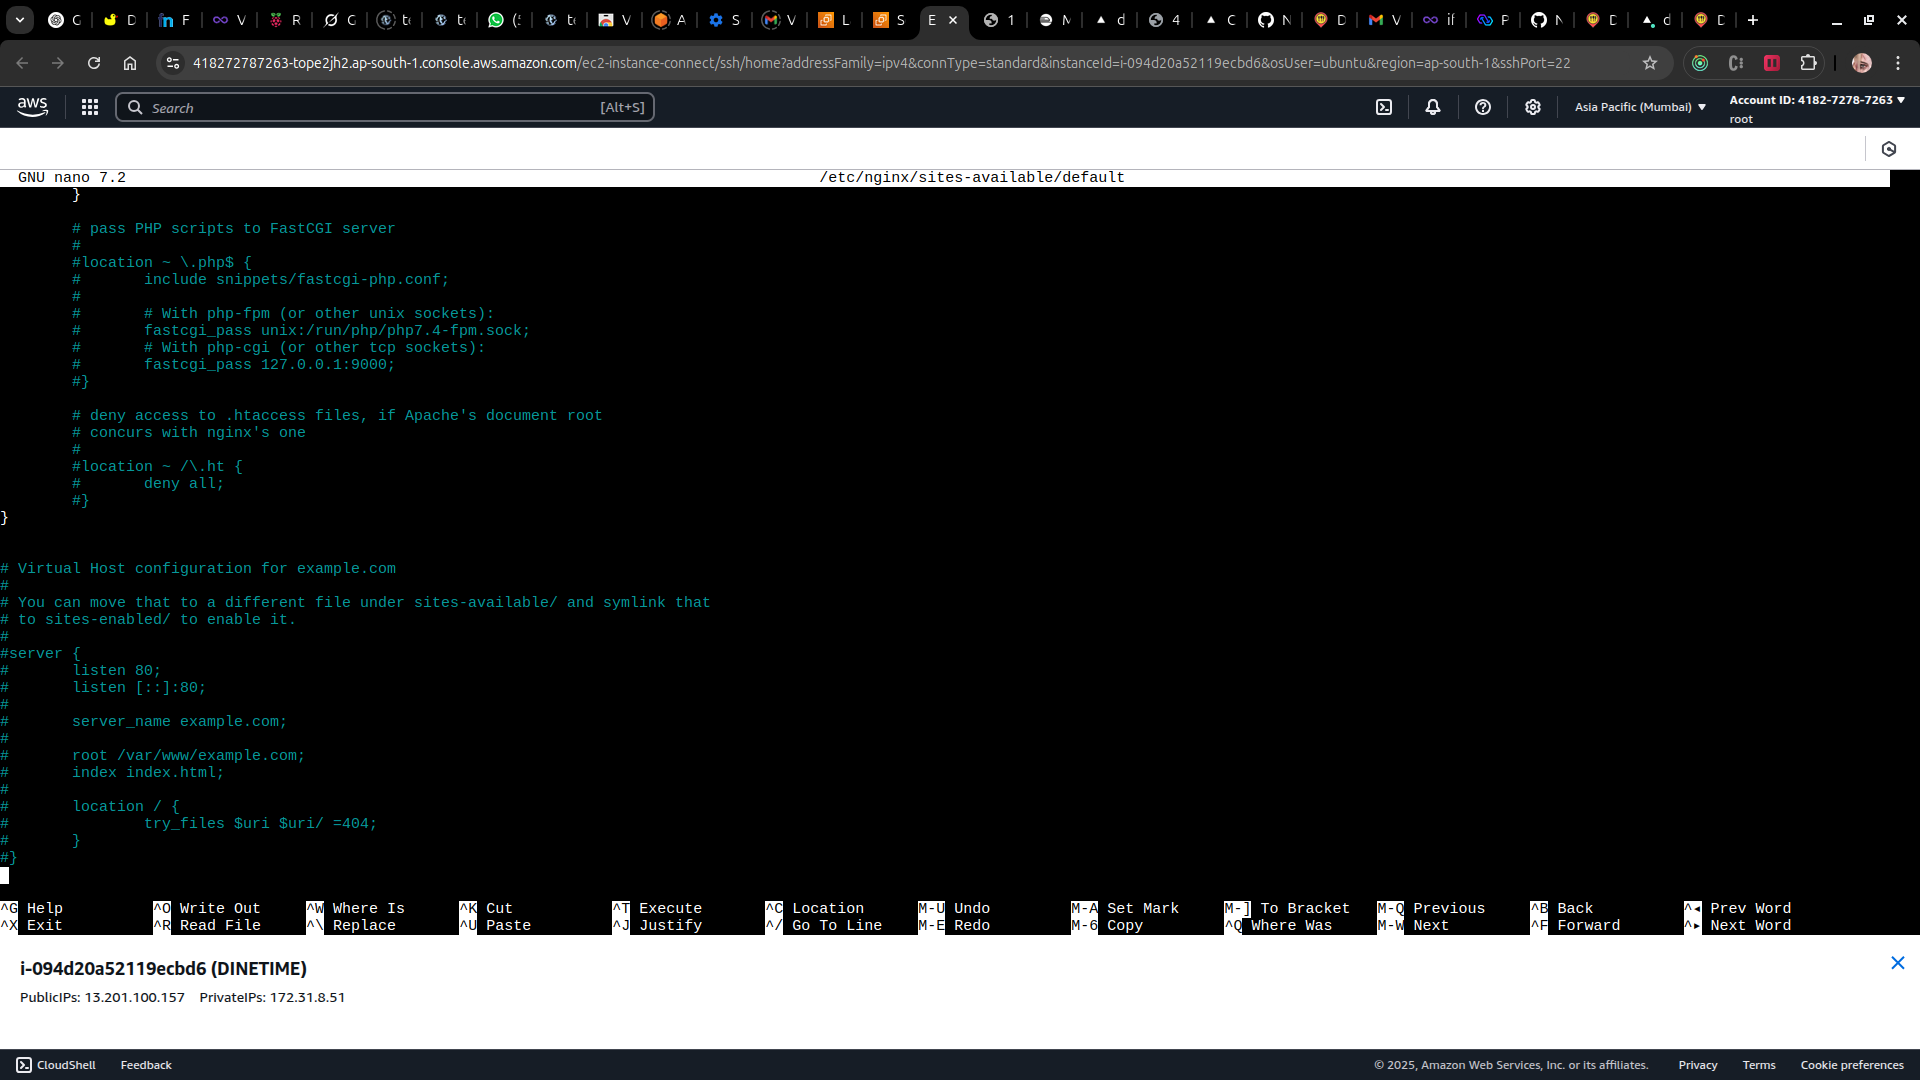 C
D
F
V
R
G
te
te
(
te
V
A
S
V
L
S
E
1
M
d
4
C
N
D
V
if
P
N
D
d
D
418272787263-tope2jh2.ap-south-1.console.aws.amazon.com/ec2-instance-connect/ssh/home?addressFamily=ipv4&connType=standard&instanceId=i-094d20a52119ecbd6&osUser=ubuntu&region=ap-south-1&sshPort=22
aws
Search
[Alt+S]
Asia Pacific (Mumbai)
Account ID: 4182-7278-7263
root
GNU nano 7.2 /etc/nginx/sites-available/default
}
# pass PHP scripts to FastCGI server
#
#location ~ \.php$ {
# include snippets/fastcgi-php.conf;
#
# # With php-fpm (or other unix sockets):
# fastcgi_pass unix:/run/php/php7.4-fpm.sock;
# # With php-cgi (or other tcp sockets):
# fastcgi_pass 127.0.0.1:9000;
#}
# deny access to .htaccess files, if Apache's document root
# concurs with nginx's one
#
#location ~ /\.ht {
# deny all;
#}
}
# Virtual Host configuration for example.com
#
# You can move that to a different file under sites-available/ and symlink that
# to sites-enabled/ to enable it.
#
#server {
# listen 80;
# listen [::]:80;
#
# server_name example.com;
#
# root /var/www/example.com;
# index index.html;
#
# location / {
# try_files $uri $uri/ =404;
# }
#}
^G Help ^O Write Out ^W Where Is ^K Cut ^T Execute ^C Location M-U Undo M-A Set Mark M-] To Bracket M-Q Previous ^B Back ^◂ Prev Word
^X Exit ^R Read File ^\ Replace ^U Paste ^J Justify ^/ Go To Line M-E Redo M-6 Copy ^Q Where Was M-W Next ^F Forward ^▸ Next Word
i-094d20a52119ecbd6 (DINETIME)
PublicIPs: 13.201.100.157 PrivateIPs: 172.31.8.51
CloudShell Feedback © 2025, Amazon Web Services, Inc. or its affiliates. Privacy Terms Cookie preferences